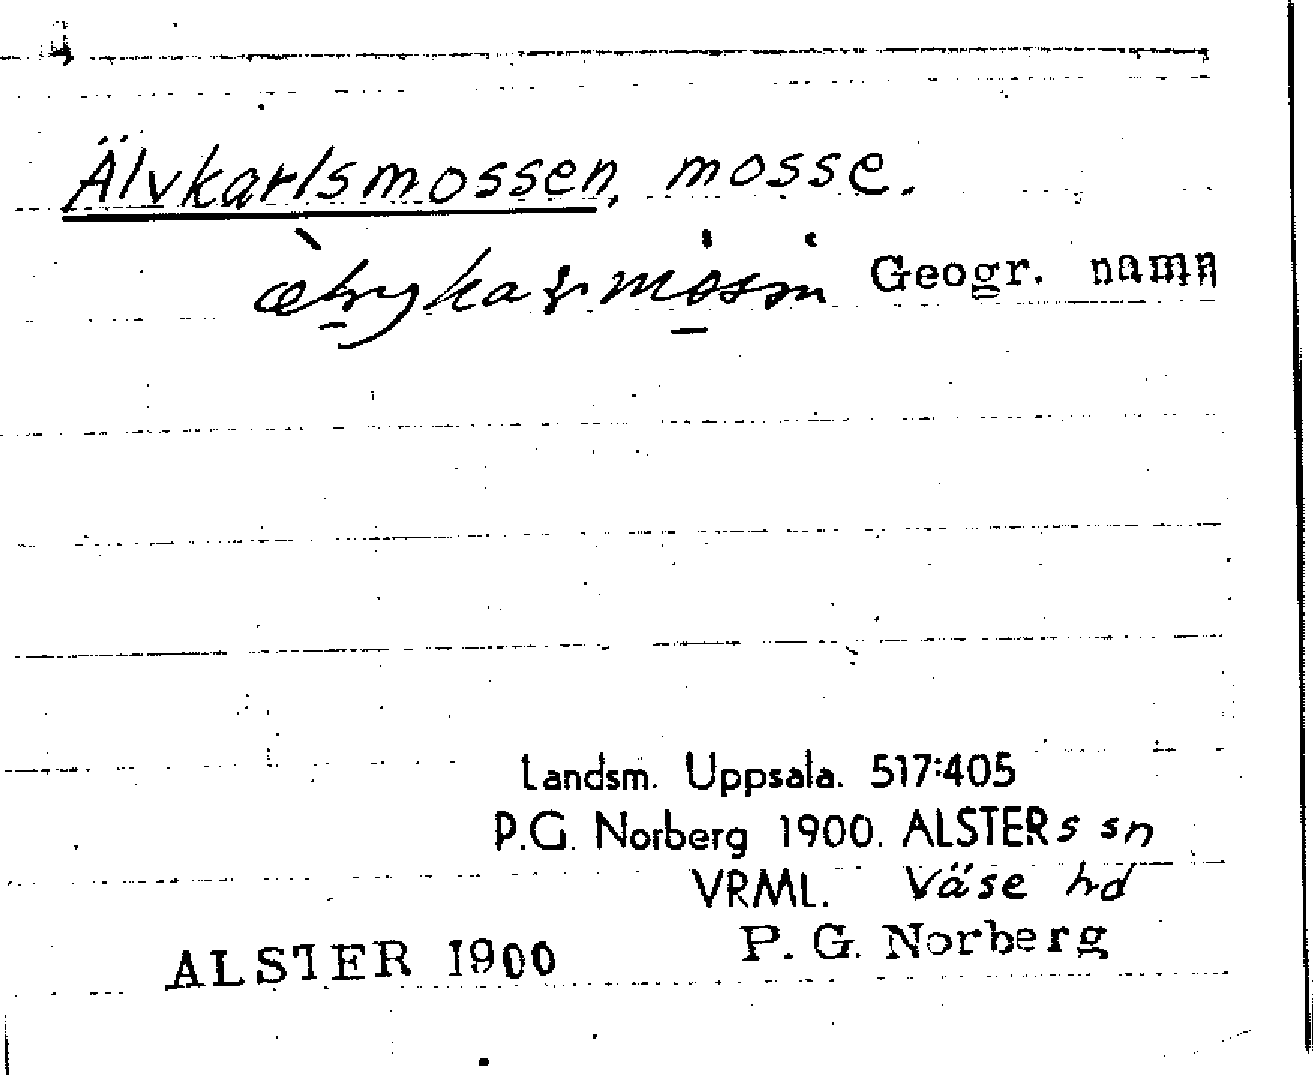 Älvkarlsmossen, mosse.
Geogr. namn
Landsm. Uppsala. 517:405
P.G. Norberg 1900. ALSTERs sn
VRML. Väse hd
P. G. Norberg
ALSTER 1900